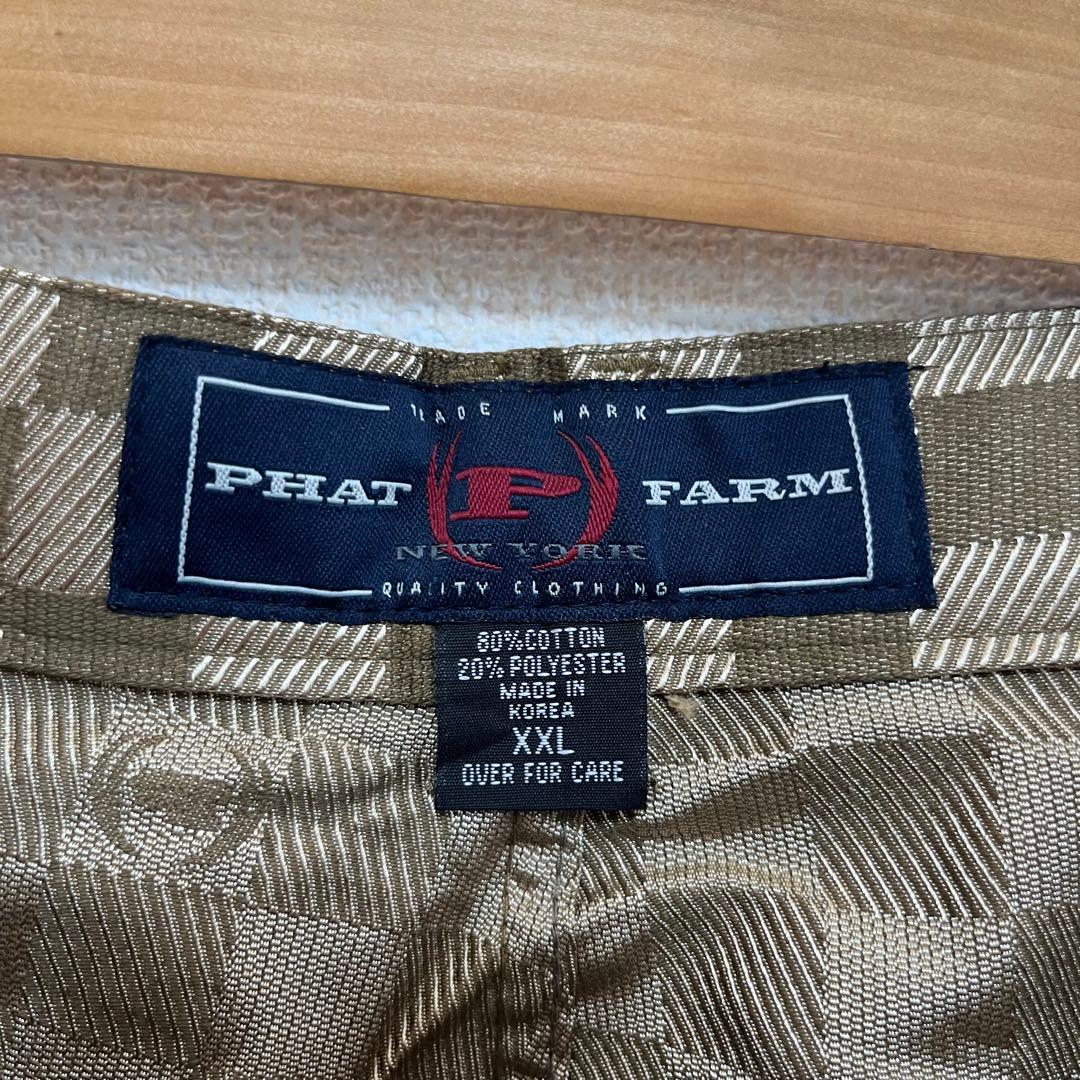 TRADE MARK
PHAT P FARM
NEW YORK
QUALITY CLOTHING
80%COTTON
20% POLYESTER
MADE IN
KOREA
XXL
OVER FOR CARE